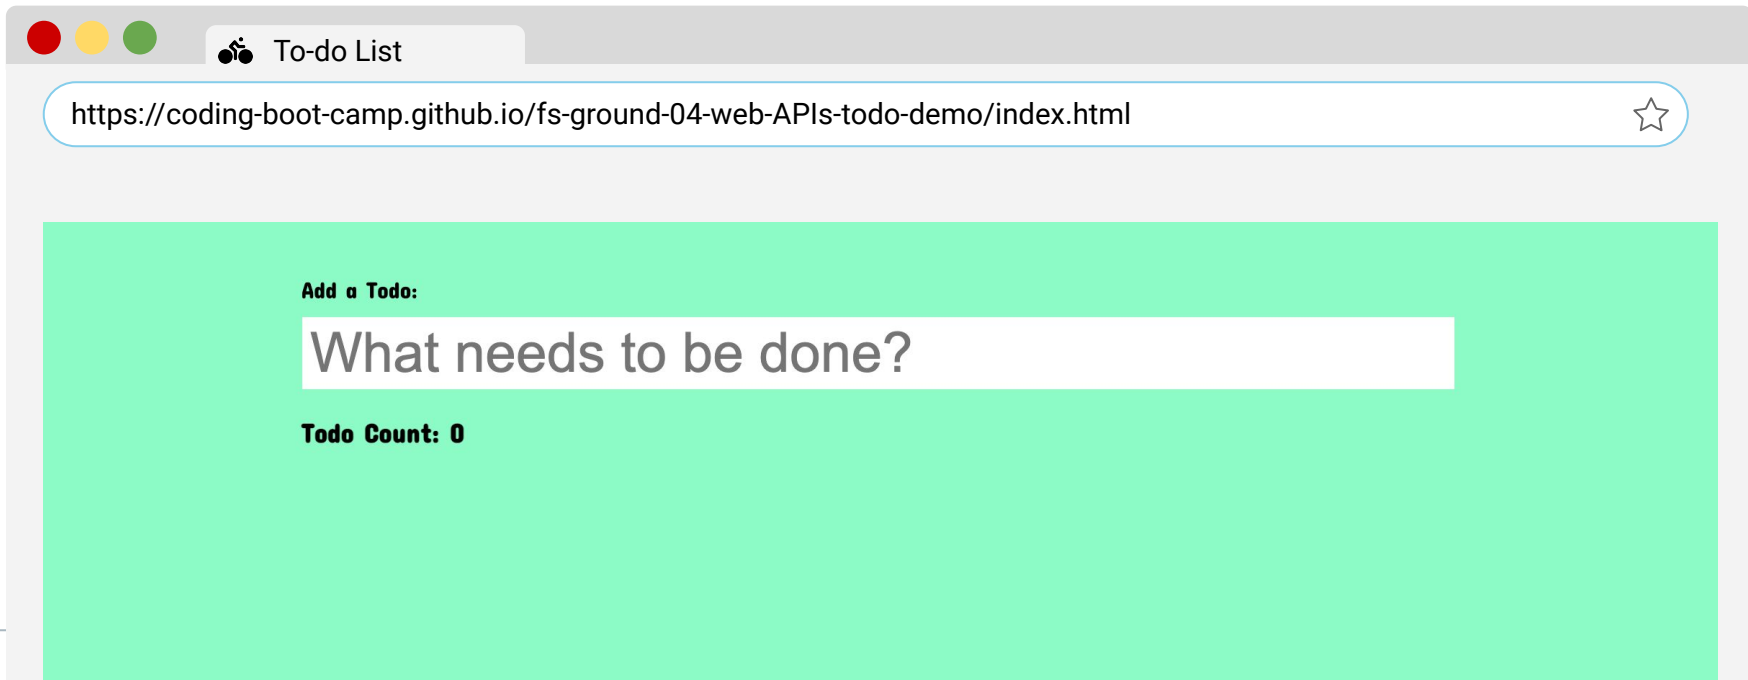 To-do List
https://coding-boot-camp.github.io/fs-ground-04-web-APIs-todo-demo/index.html
Add a Todo:
What needs to be done?
Todo Count: 0